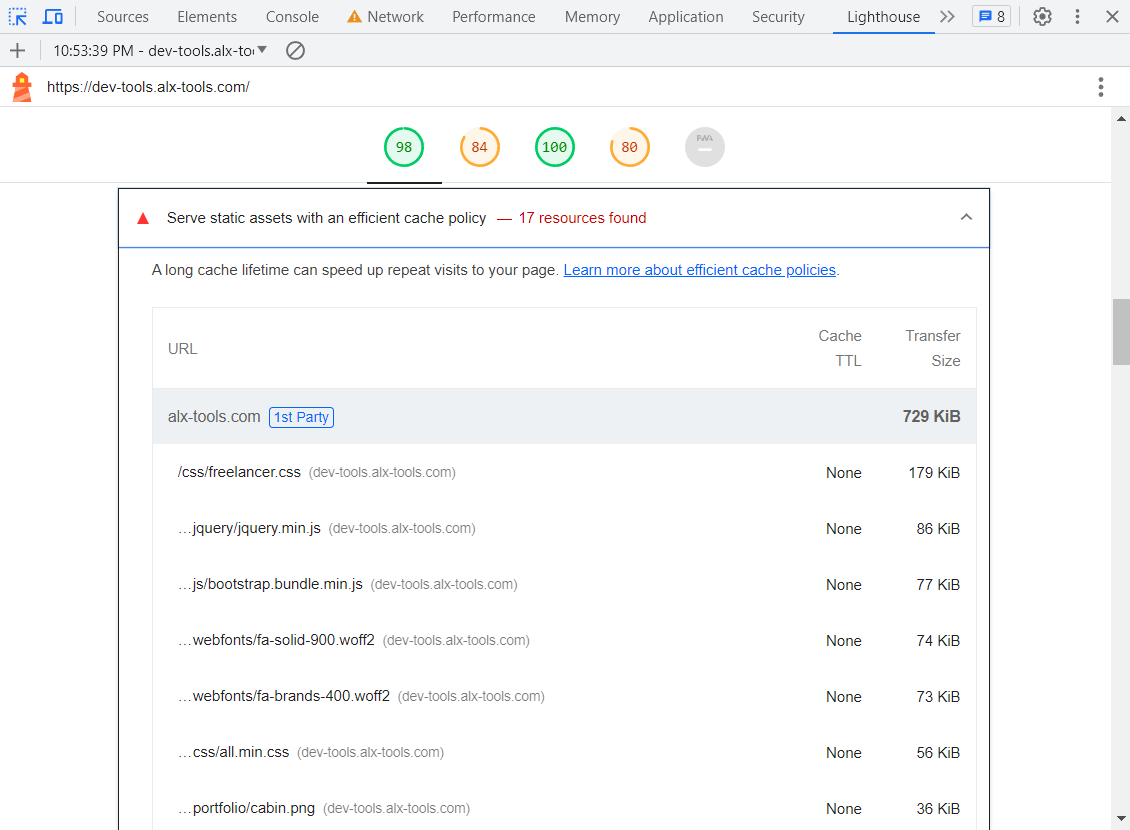 Sources Elements Console Network Performance Memory Application Security Lighthouse 8
10:53:39 PM - dev-tools.alx-to
https://dev-tools.alx-tools.com/
98 84 100 80 PWA
Serve static assets with an efficient cache policy — 17 resources found
A long cache lifetime can speed up repeat visits to your page. Learn more about efficient cache policies.
URL Cache TTL Transfer Size
alx-tools.com 1st Party 729 KiB
/css/freelancer.css (dev-tools.alx-tools.com) None 179 KiB
…jquery/jquery.min.js (dev-tools.alx-tools.com) None 86 KiB
…js/bootstrap.bundle.min.js (dev-tools.alx-tools.com) None 77 KiB
…webfonts/fa-solid-900.woff2 (dev-tools.alx-tools.com) None 74 KiB
…webfonts/fa-brands-400.woff2 (dev-tools.alx-tools.com) None 73 KiB
…css/all.min.css (dev-tools.alx-tools.com) None 56 KiB
…portfolio/cabin.png (dev-tools.alx-tools.com) None 36 KiB